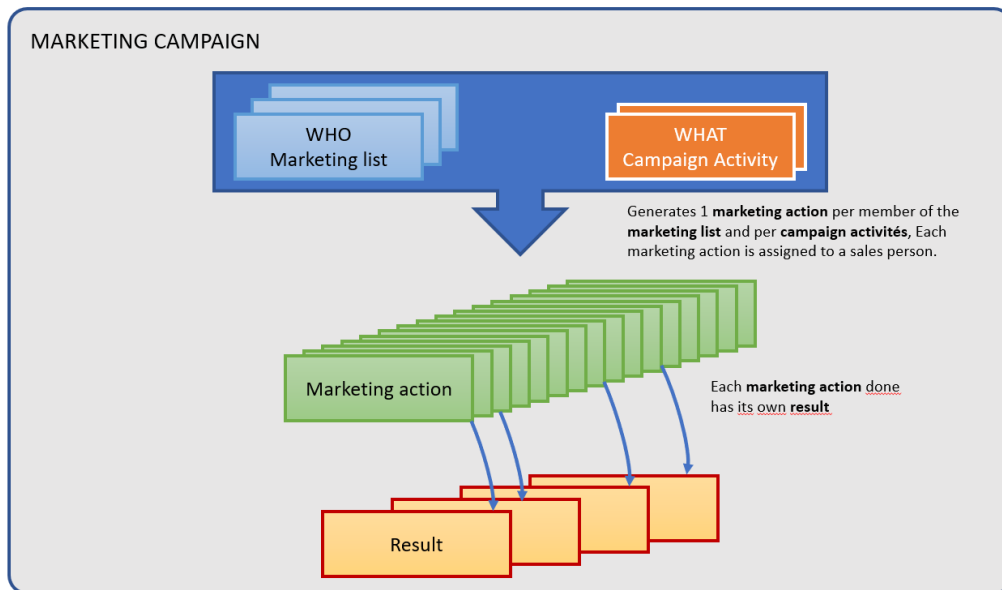 MARKETING CAMPAIGN
WHO
Marketing list
WHAT
Campaign Activity
Generates 1 marketing action per member of the
marketing list and per campaign activités, Each
marketing action is assigned to a sales person.
Marketing action
Each marketing action done
has its own result
Result